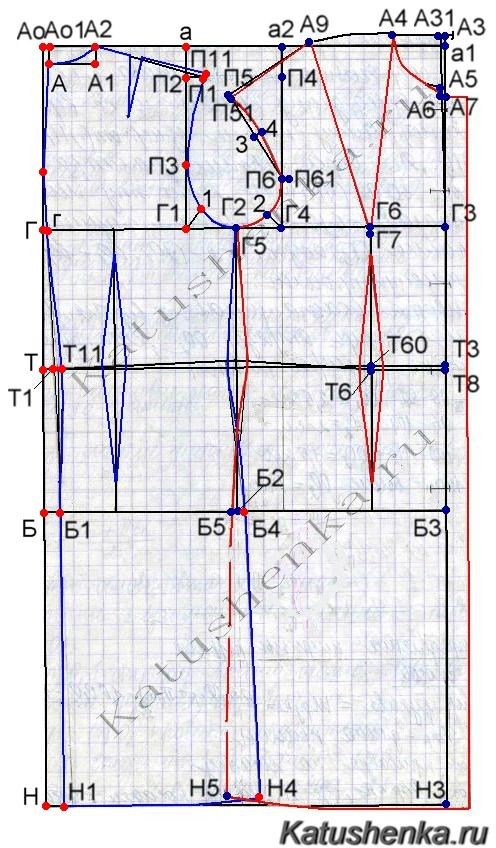 Ао Ао1 А2 а а2 А9 А4 А31 А3
а1
А А1 П11
П2 П1 П5 П4 А5
П51 А6 А7
4
3
П3 П6 П61
1 2
Г г Г1 Г2 Г4 Г6 Г3
Г5 Г7
Katushenka.ru
Т Т11 Т60 Т3
Т1 Т6 Т8
Katushenka.ru
Б2
Б Б1 Б5 Б4 Б3
Н Н1 Н5 Н4 Н3
Katushenka.ru